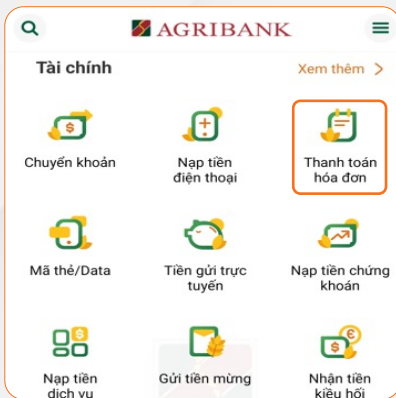 AGRIBANK
Tài chính
Xem thêm
Chuyển khoản
Nạp tiền
điện thoại
Thanh toán
hóa đơn
Mã thẻ/Data
Tiền gửi trực
tuyến
Nạp tiền chứng
khoán
Nạp tiền
dịch vụ
Gửi tiền mừng
Nhận tiền
kiều hối